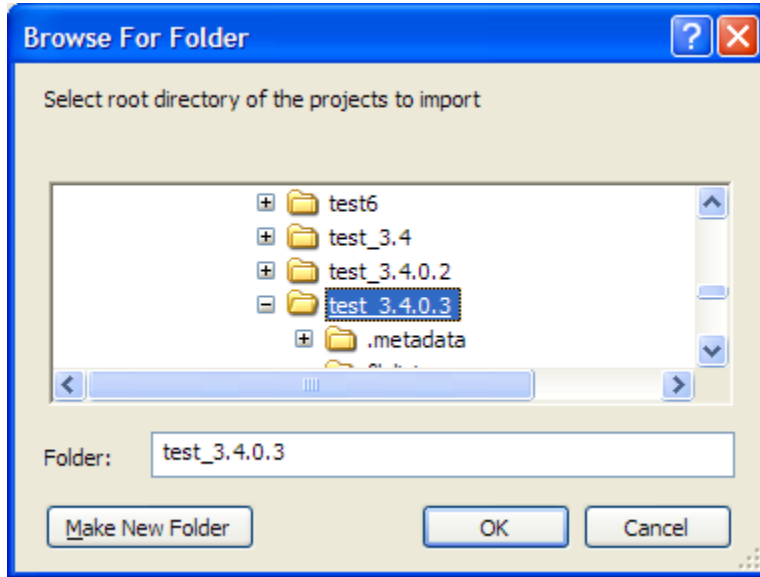 Browse For Folder
Select root directory of the projects to import
test6
test_3.4
test_3.4.0.2
test_3.4.0.3
.metadata
Folder: test_3.4.0.3
Make New Folder OK Cancel